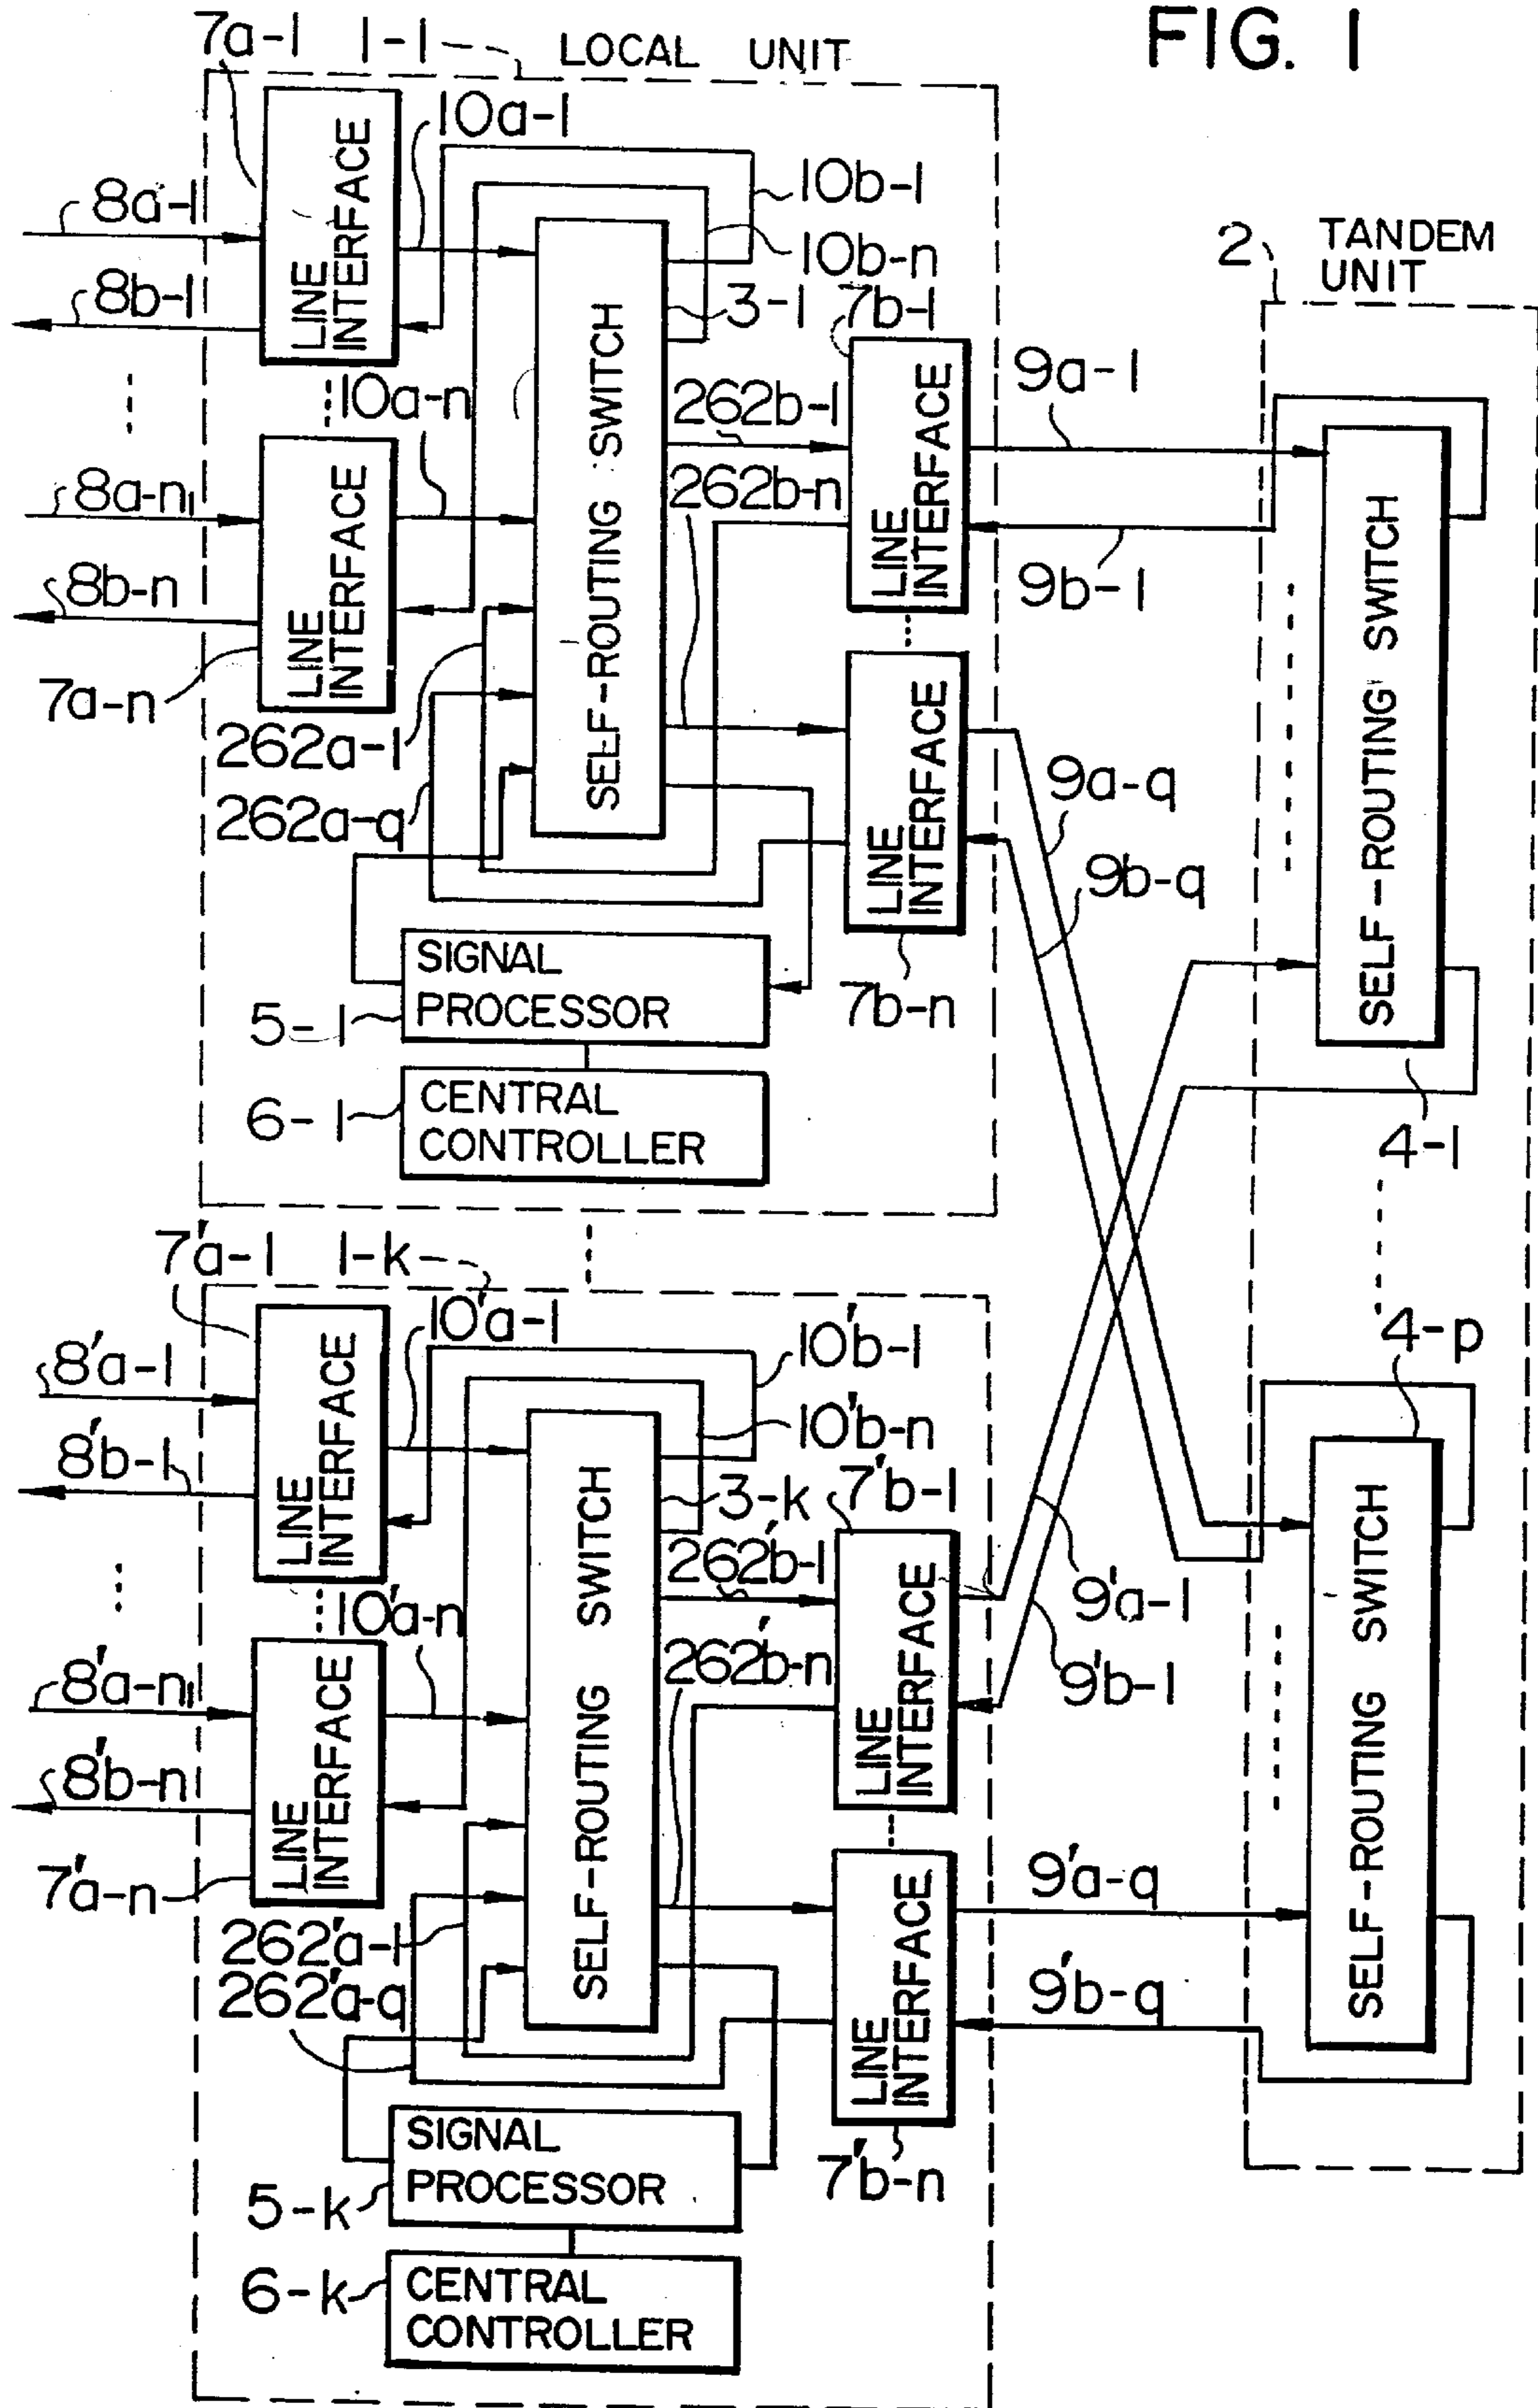 FIG. 1
7a-1
1-1
LOCAL UNIT
10a-1
8a-1
LINE
INTERFACE
10b-1
10b-n
8b-1
3-1
7b-1
2
TANDEM
UNIT
10a-n
262b-1
9a-1
8a-n
LINE
INTERFACE
SELF-ROUTING SWITCH
262b-n
LINE
INTERFACE
9b-1
8b-n
7a-n
262a-1
262a-q
LINE
INTERFACE
9a-q
9b-q
SELF-ROUTING SWITCH
SIGNAL
PROCESSOR
5-1
7b-n
CENTRAL
CONTROLLER
6-1
4-1
7'a-1
1-k
10'a-1
8'a-1
LINE
INTERFACE
10'b-1
10'b-n
4-p
8'b-1
3-k
7'b-1
10'a-n
262'b-1
9'a-1
8'a-n
LINE
INTERFACE
SELF-ROUTING SWITCH
262'b-n
LINE
INTERFACE
9'b-1
8'b-n
7'a-n
262'a-1
262'a-q
LINE
INTERFACE
9'a-q
9'b-q
SELF-ROUTING SWITCH
SIGNAL
PROCESSOR
5-k
7'b-n
CENTRAL
CONTROLLER
6-k